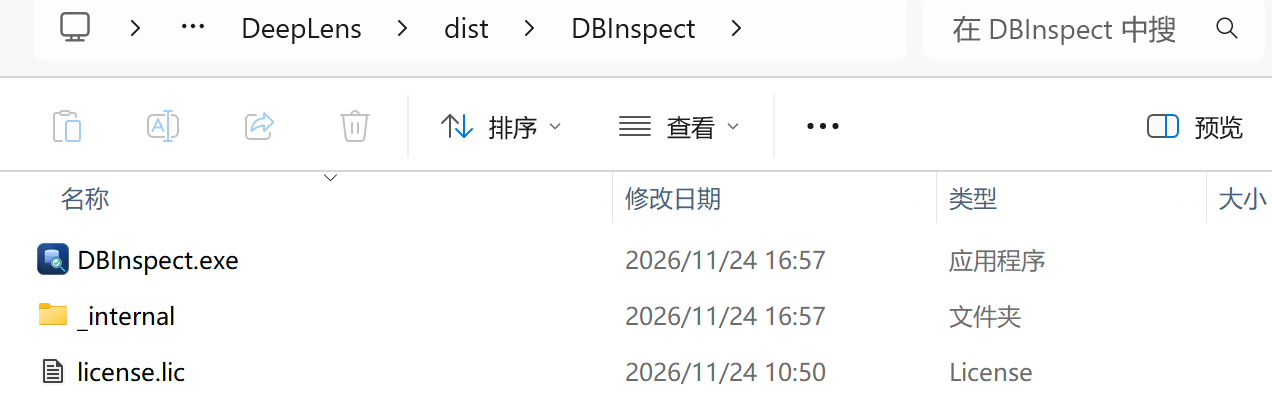 DeepLens dist DBInspect 在 DBInspect 中搜
排序 查看 预览
名称 修改日期 类型 大小
DBInspect.exe 2026/11/24 16:57 应用程序
_internal 2026/11/24 16:57 文件夹
license.lic 2026/11/24 10:50 License